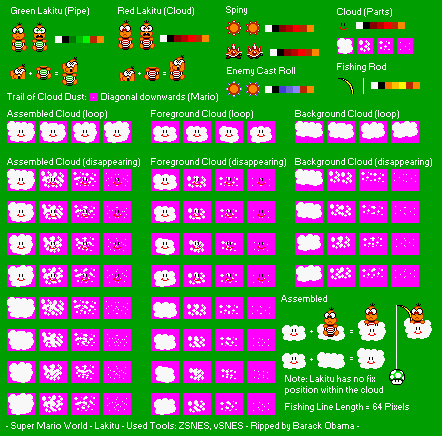 Green Lakitu (Pipe)
Red Lakitu (Cloud)
Spiny
Cloud (Parts)
Enemy Cast Roll
Fishing Rod
Trail of Cloud Dust: Diagonal downwards (Mario)
Assembled Cloud (loop)
Foreground Cloud (loop)
Background Cloud (loop)
Assembled Cloud (disappearing)
Foreground Cloud (disappearing)
Background Cloud (disappearing)
Assembled
Note: Lakitu has no fix
position within the cloud
Fishing Line Length = 64 Pixels
- Super Mario World - Lakitu - Used Tools: ZSNES, vSNES - Ripped by Barack Obama -